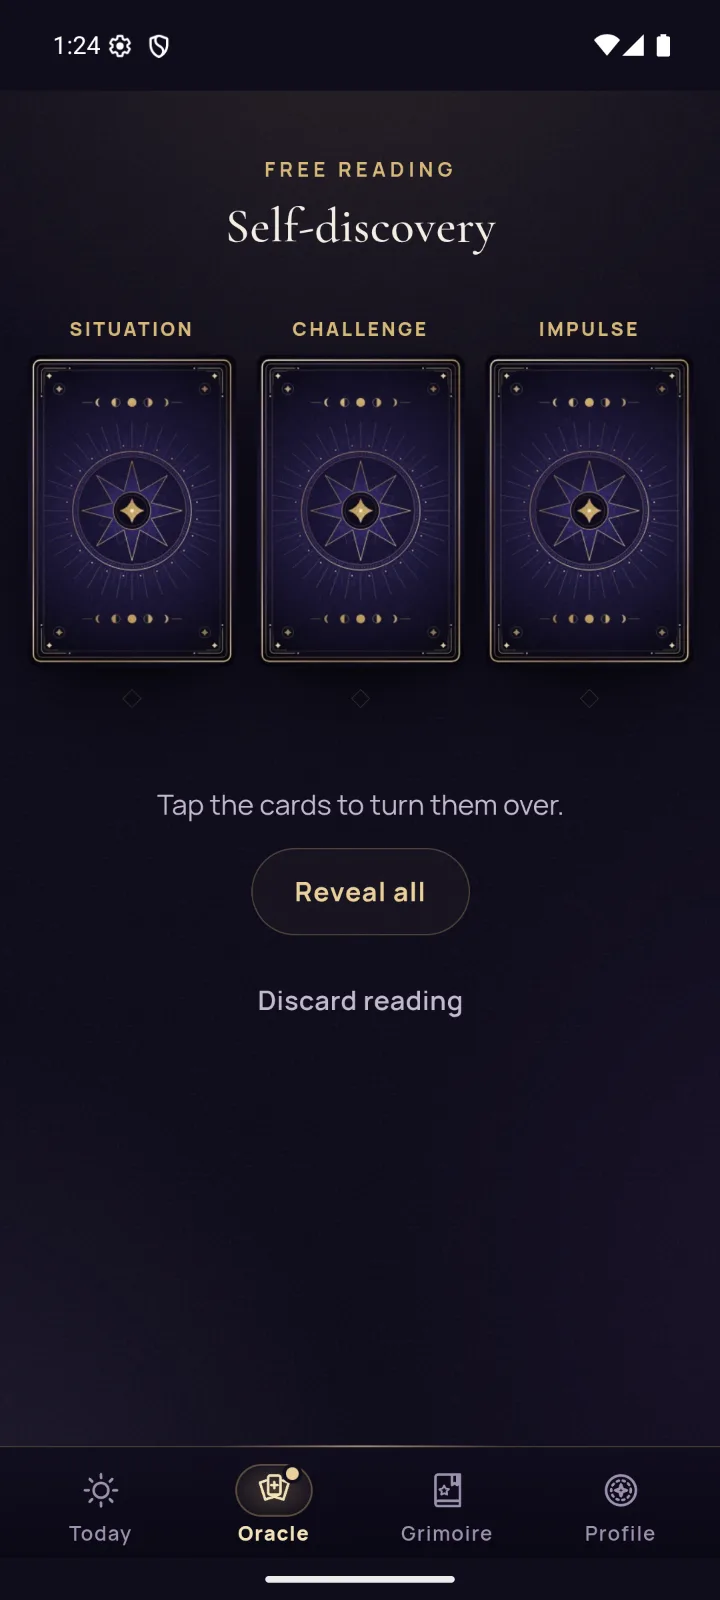 1:24
FREE READING
Self-discovery
SITUATION CHALLENGE IMPULSE
Tap the cards to turn them over.
Reveal all
Discard reading
Today Oracle Grimoire Profile